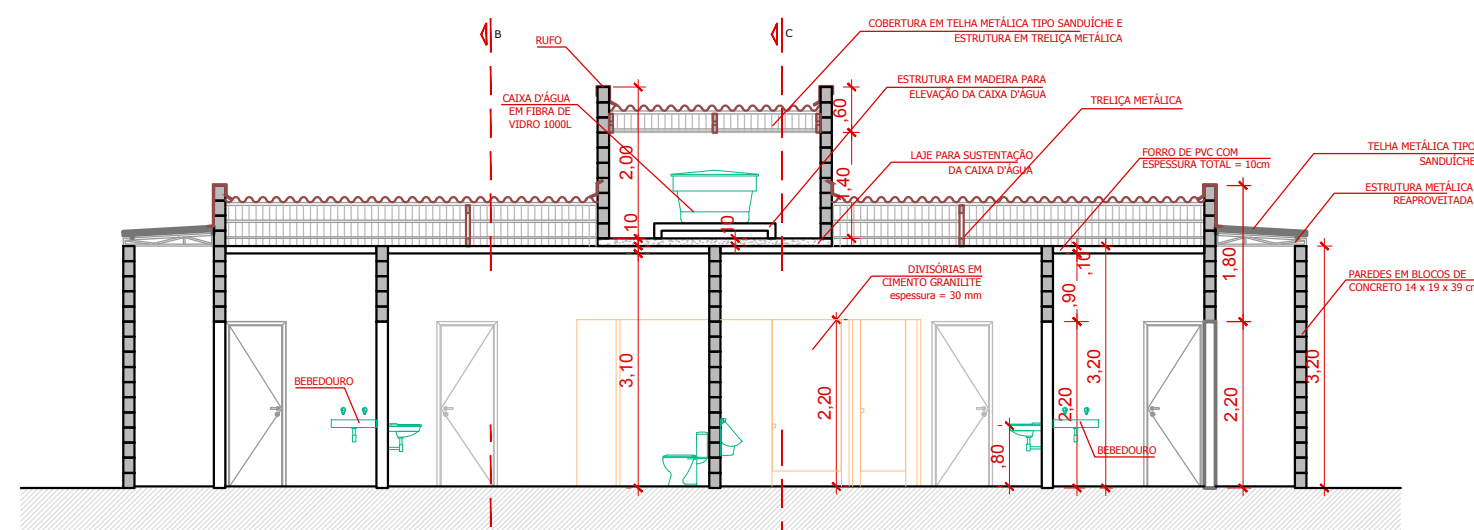 COBERTURA EM TELHA METÁLICA TIPO SANDUÍCHE E
ESTRUTURA EM TRELIÇA METÁLICA
B
C
RUFO
ESTRUTURA EM MADEIRA PARA
ELEVAÇÃO DA CAIXA D'ÁGUA
CAIXA D'ÁGUA
EM FIBRA DE
VIDRO 1000L
TRELIÇA METÁLICA
,60
2,00
1,40
LAJE PARA SUSTENTAÇÃO
DA CAIXA D'ÁGUA
FORRO DE PVC COM
ESPESSURA TOTAL = 10cm
TELHA METÁLICA TIPO
SANDUÍCHE
ESTRUTURA METÁLICA
REAPROVEITADA
,10
,10
,10
,90
1,80
DIVISÓRIAS EM
CIMENTO GRANILITE
espessura = 30 mm
PAREDES EM BLOCOS DE
CONCRETO 14 x 19 x 39 c
3,10
2,20
2,20
3,20
2,20
3,20
BEBEDOURO
,80
BEBEDOURO